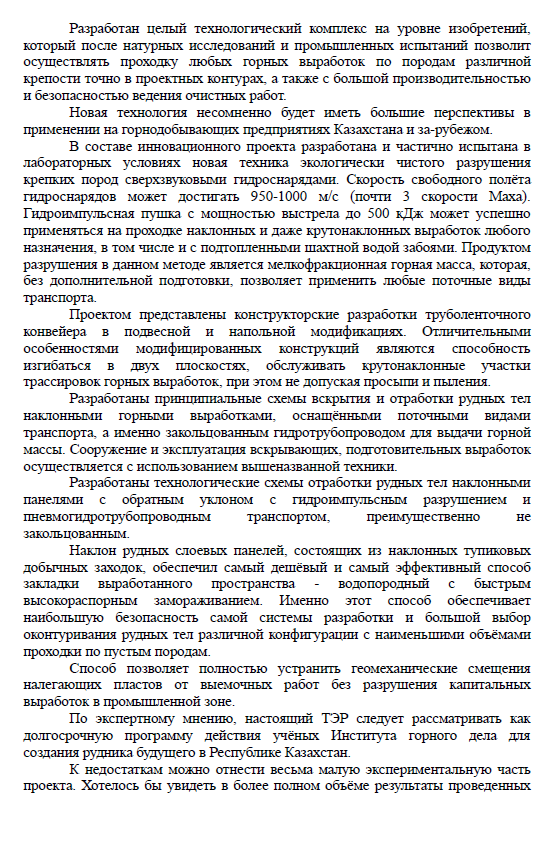 Разработан целый технологический комплекс на уровне изобретений,
который после натурных исследований и промышленных испытаний позволит
осуществлять проходку любых горных выработок по породам различной
крепости точно в проектных контурах, а также с большой производительностью
и безопасностью ведения очистных работ.
Новая технология несомненно будет иметь большие перспективы в
применении на горнодобывающих предприятиях Казахстана и за-рубежом.
В составе инновационного проекта разработана и частично испытана в
лабораторных условиях новая техника экологически чистого разрушения
крепких пород сверхзвуковыми гидроснарядами. Скорость свободного полёта
гидроснарядов может достигать 950-1000 м/с (почти 3 скорости Маха).
Гидроимпульсная пушка с мощностью выстрела до 500 кДж может успешно
применяться на проходке наклонных и даже крутонаклонных выработок любого
назначения, в том числе и с подтопленными шахтной водой забоями. Продуктом
разрушения в данном методе является мелкофракционная горная масса, которая,
без дополнительной подготовки, позволяет применить любые поточные виды
транспорта.
Проектом представлены конструкторские разработки труболенточного
конвейера в подвесной и напольной модификациях. Отличительными
особенностями модифицированных конструкций являются способность
изгибаться в двух плоскостях, обслуживать крутонаклонные участки
трассировок горных выработок, при этом не допуская просыпи и пыления.
Разработаны принципиальные схемы вскрытия и отработки рудных тел
наклонными горными выработками, оснащёнными поточными видами
транспорта, а именно закольцованным гидротрубопроводом для выдачи горной
массы. Сооружение и эксплуатация вскрывающих, подготовительных выработок
осуществляется с использованием вышеназванной техники.
Разработаны технологические схемы отработки рудных тел наклонными
панелями с обратным уклоном с гидроимпульсным разрушением и
пневмогидротрубопроводным транспортом, преимущественно не
закольцованным.
Наклон рудных слоевых панелей, состоящих из наклонных тупиковых
добычных заходок, обеспечил самый дешёвый и самый эффективный способ
закладки выработанного пространства - водопородный с быстрым
высокораспорным замораживанием. Именно этот способ обеспечивает
наибольшую безопасность самой системы разработки и большой выбор
оконтуривания рудных тел различной конфигурации с наименьшими объёмами
проходки по пустым породам.
Способ позволяет полностью устранить геомеханические смещения
налегающих пластов от выемочных работ без разрушения капитальных
выработок в промышленной зоне.
По экспертному мнению, настоящий ТЭР следует рассматривать как
долгосрочную программу действия учёных Института горного дела для
создания рудника будущего в Республике Казахстан.
К недостаткам можно отнести весьма малую экспериментальную часть
проекта. Хотелось бы увидеть в более полном объёме результаты проведенных